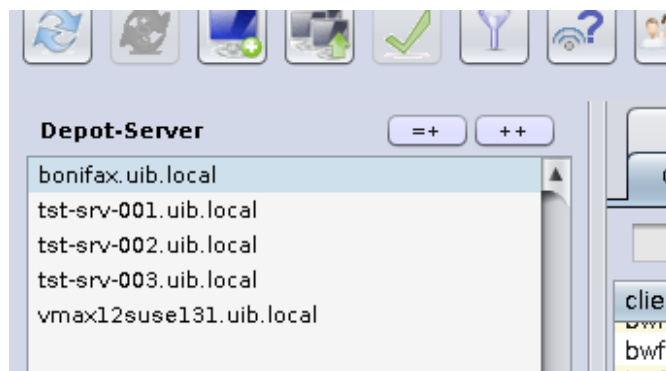 Depot-Server
=+
++
bonifax.uib.local
tst-srv-001.uib.local
tst-srv-002.uib.local
tst-srv-003.uib.local
vmax12suse131.uib.local
clie
bwf